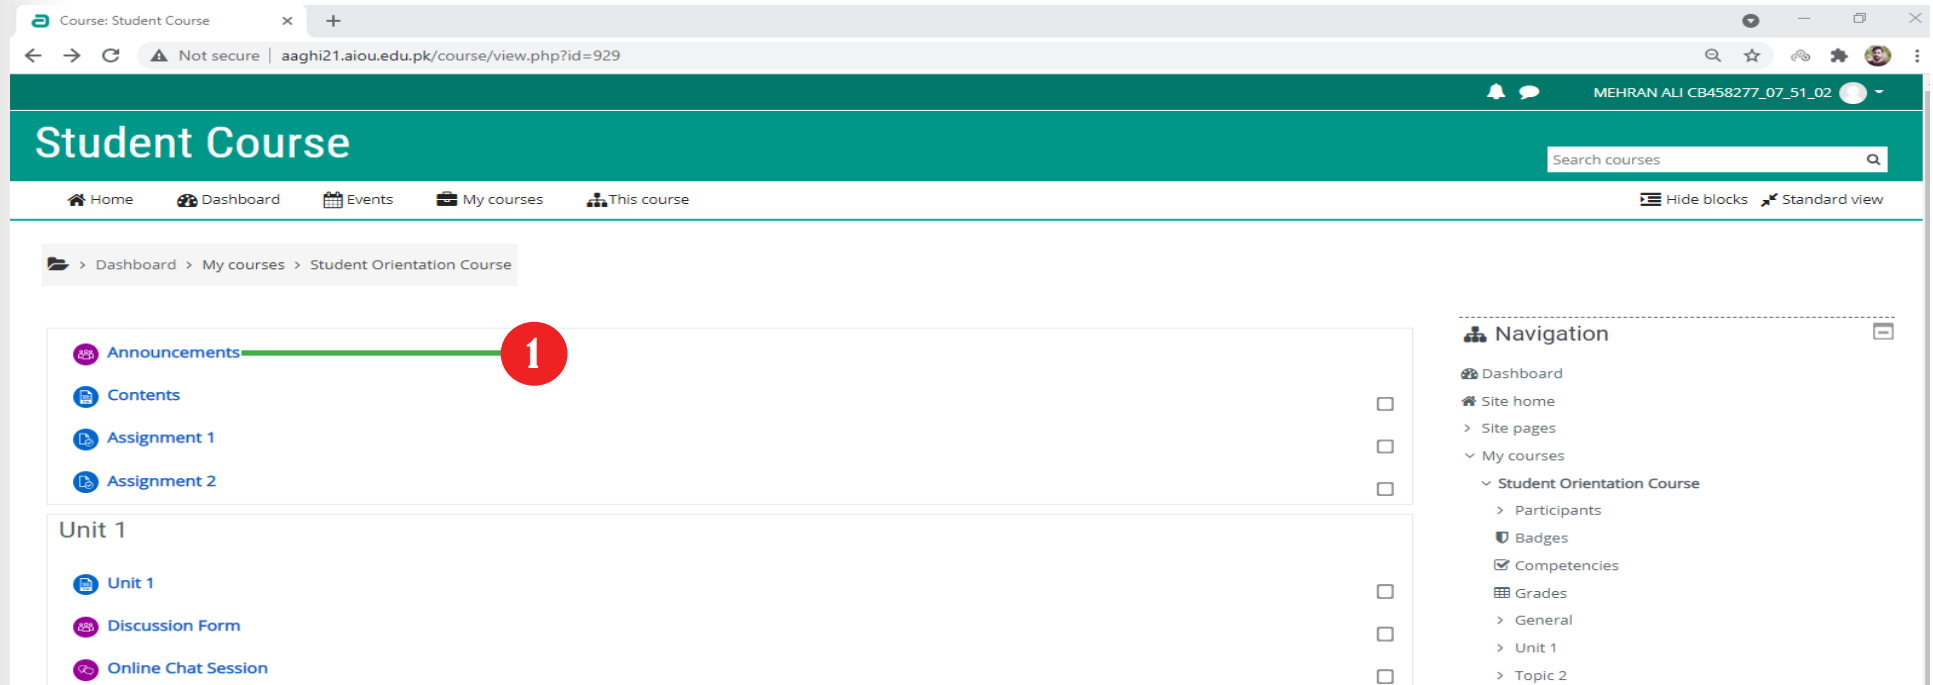 Course: Student Course
Not secure | aaghi21.aiou.edu.pk/course/view.php?id=929
MEHRAN ALI CB458277_07_51_02
Student Course
Search courses
Home Dashboard Events My courses This course
Hide blocks Standard view
> Dashboard > My courses > Student Orientation Course
Announcements
1
Contents
Assignment 1
Assignment 2
Unit 1
Unit 1
Discussion Form
Online Chat Session
Navigation
Dashboard
Site home
Site pages
My courses
Student Orientation Course
Participants
Badges
Competencies
Grades
General
Unit 1
Topic 2